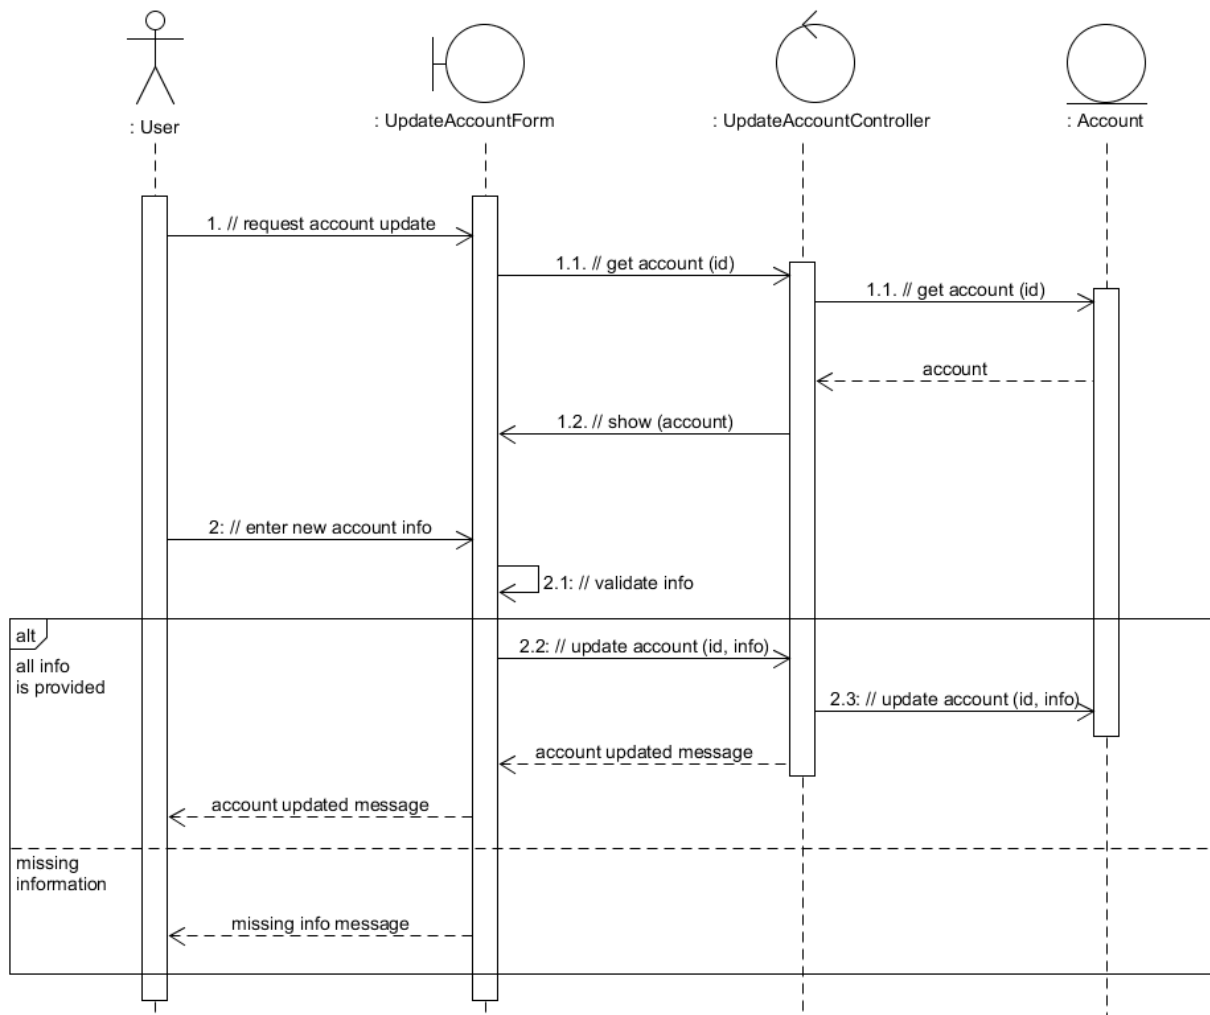 : User
: UpdateAccountForm
: UpdateAccountController
: Account
1. // request account update
1.1. // get account (id)
1.1. // get account (id)
account
1.2. // show (account)
2: // enter new account info
2.1: // validate info
alt
all info
is provided
2.2: // update account (id, info)
2.3: // update account (id, info)
account updated message
account updated message
missing
information
missing info message